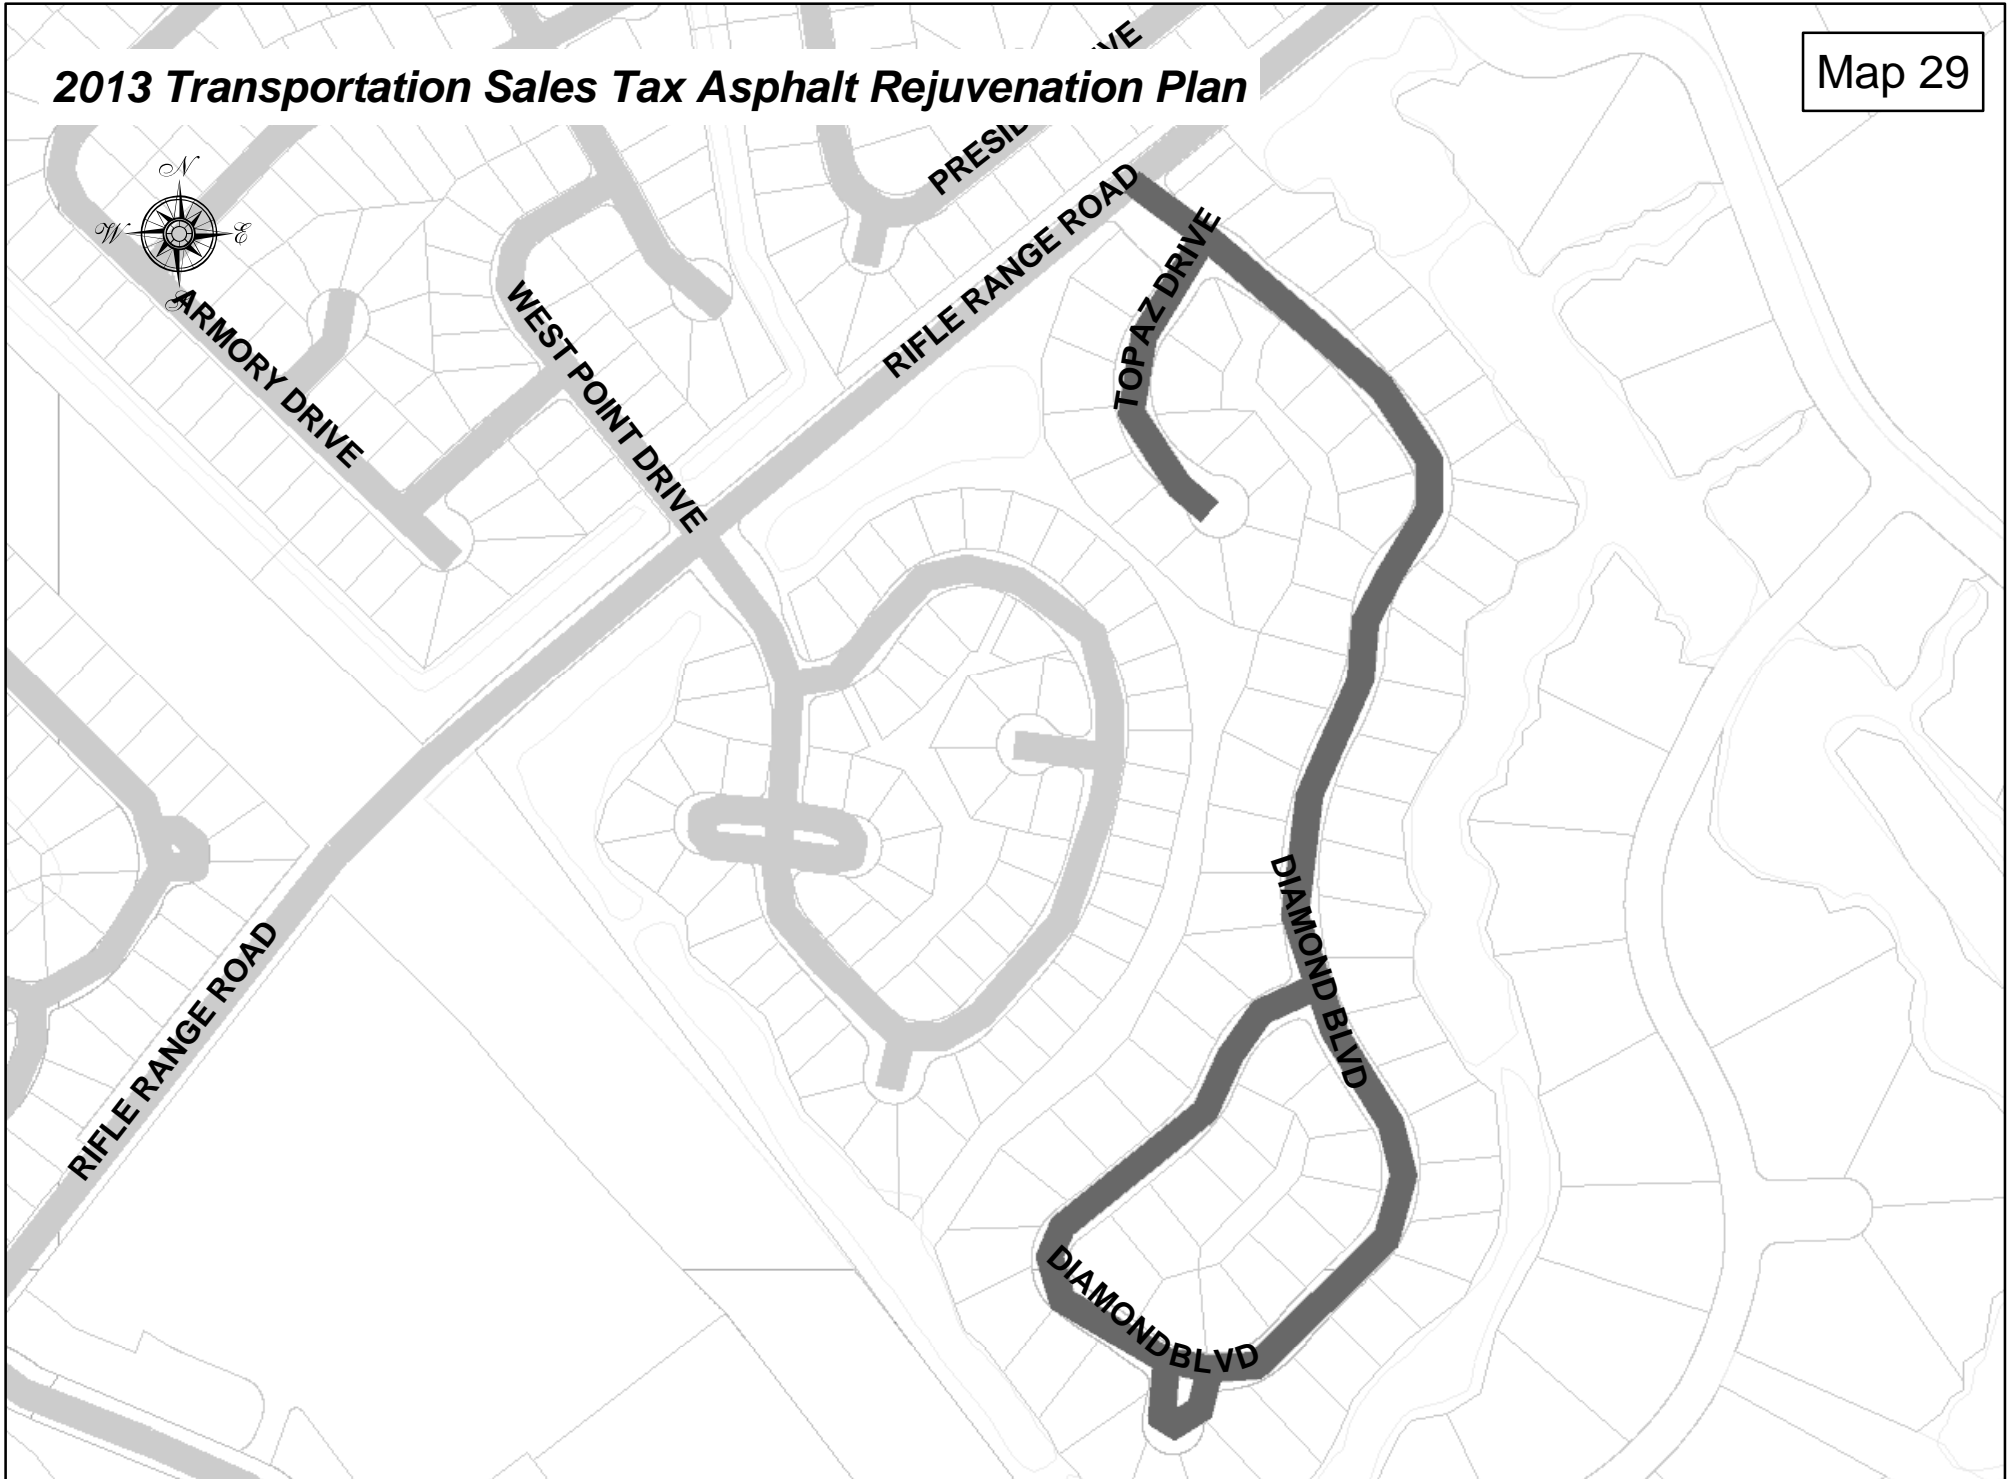 2013 Transportation Sales Tax Asphalt Rejuvenation Plan
Map 29
N
W
E
RIFLE RANGE ROAD
TOPAZ DRIVE
ARMORY DRIVE
WEST POINT DRIVE
DIAMOND BLVD
RIFLE RANGE ROAD
DIAMOND BLVD